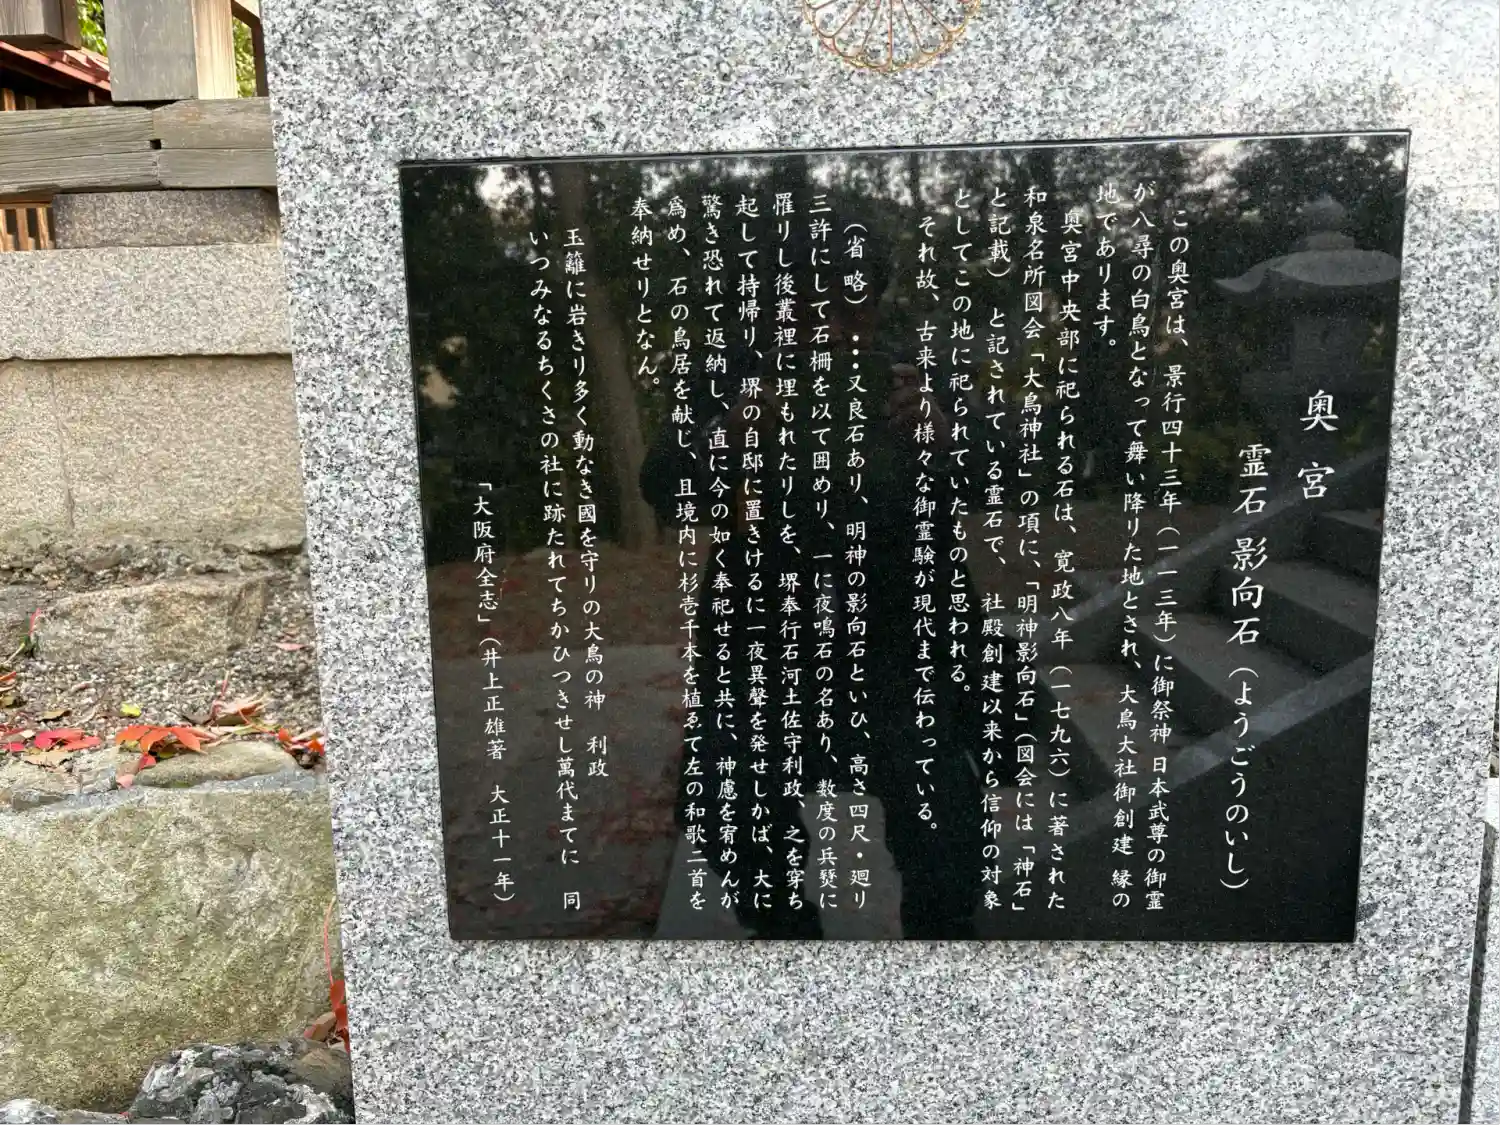 奥宮
霊石 影向石（ようごうのいし）
この奥宮は、景行四十三年（一一三年）に御祭神 日本武尊の御霊
が八尋の白鳥となって舞い降りた地とされ、大鳥大社御創建 縁の
地であります。
奥宮中央部に祀られる石は、寛政八年（一七九六）に著された
和泉名所図会「大鳥神社」の項に、「明神影向石」（図会には「神石」
と記載）と記されている霊石で、社殿創建以来から信仰の対象
としてこの地に祀られていたものと思われる。
それ故、古来より様々な御霊験が現代まで伝わっている。
（省略）・・・又良石あり、明神の影向石といひ、高さ四尺・廻り
三許にして石柵を以て囲めり、一に夜鳴石の名あり、数度の兵燹に
罹りし後叢裡に埋もれたりしを、堺奉行石河土佐守利政、之を穿ち
起して持帰り、堺の自邸に置きけるに一夜異聲を発せしかば、大に
驚き恐れて返納し、直に今の如く奉祀せると共に、神慮を宥めんが
爲め、石の鳥居を献じ、且境内に杉壱千本を植ゑて左の和歌二首を
奉納せりとなん。
玉籬に岩きり多く動なき國を守りの大鳥の神 利政
いつみなるちくさの社に跡たれてちかひつきせし萬代まてに 同
「大阪府全志」（井上正雄著 大正十一年）